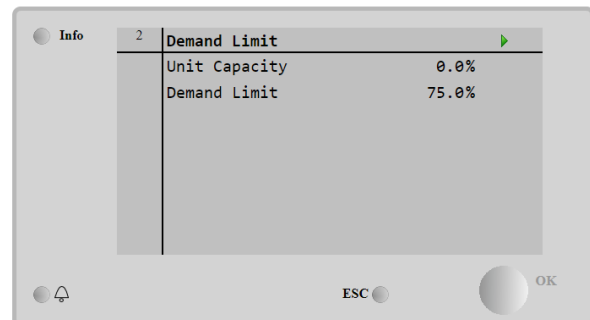 Info
2 Demand Limit
Unit Capacity 0.0%
Demand Limit 75.0%
ESC
OK